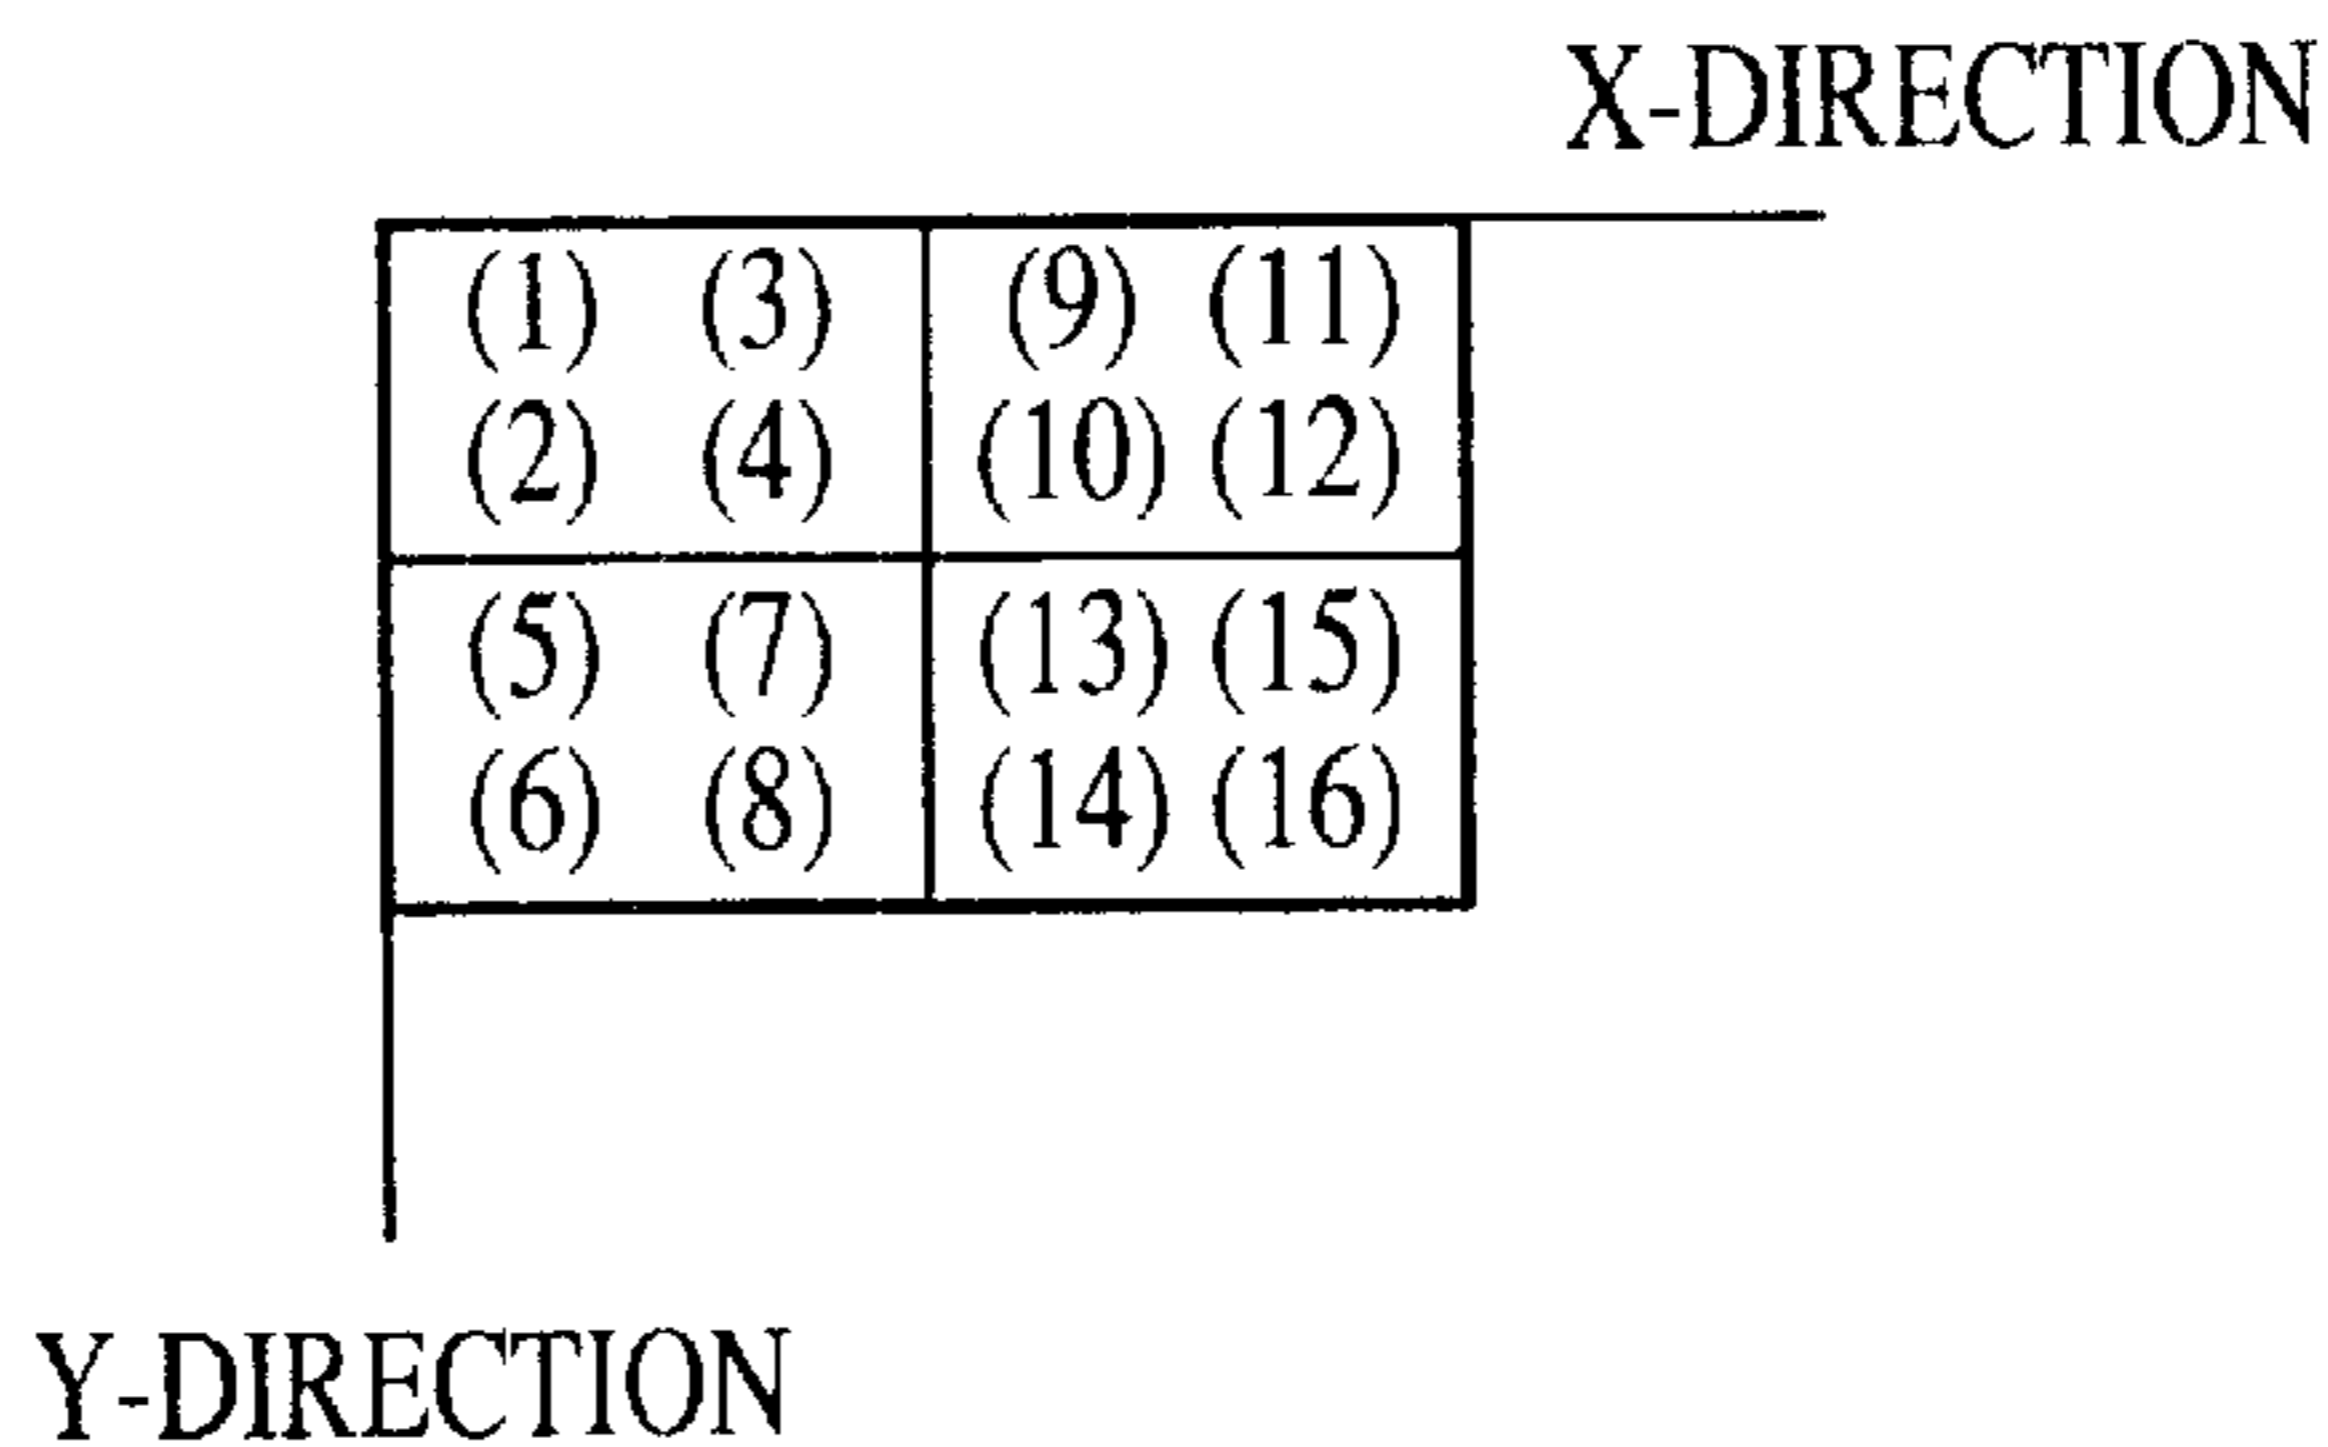 X-DIRECTION
(1) (3) (9) (11)
(2) (4) (10) (12)
(5) (7) (13) (15)
(6) (8) (14) (16)
Y-DIRECTION